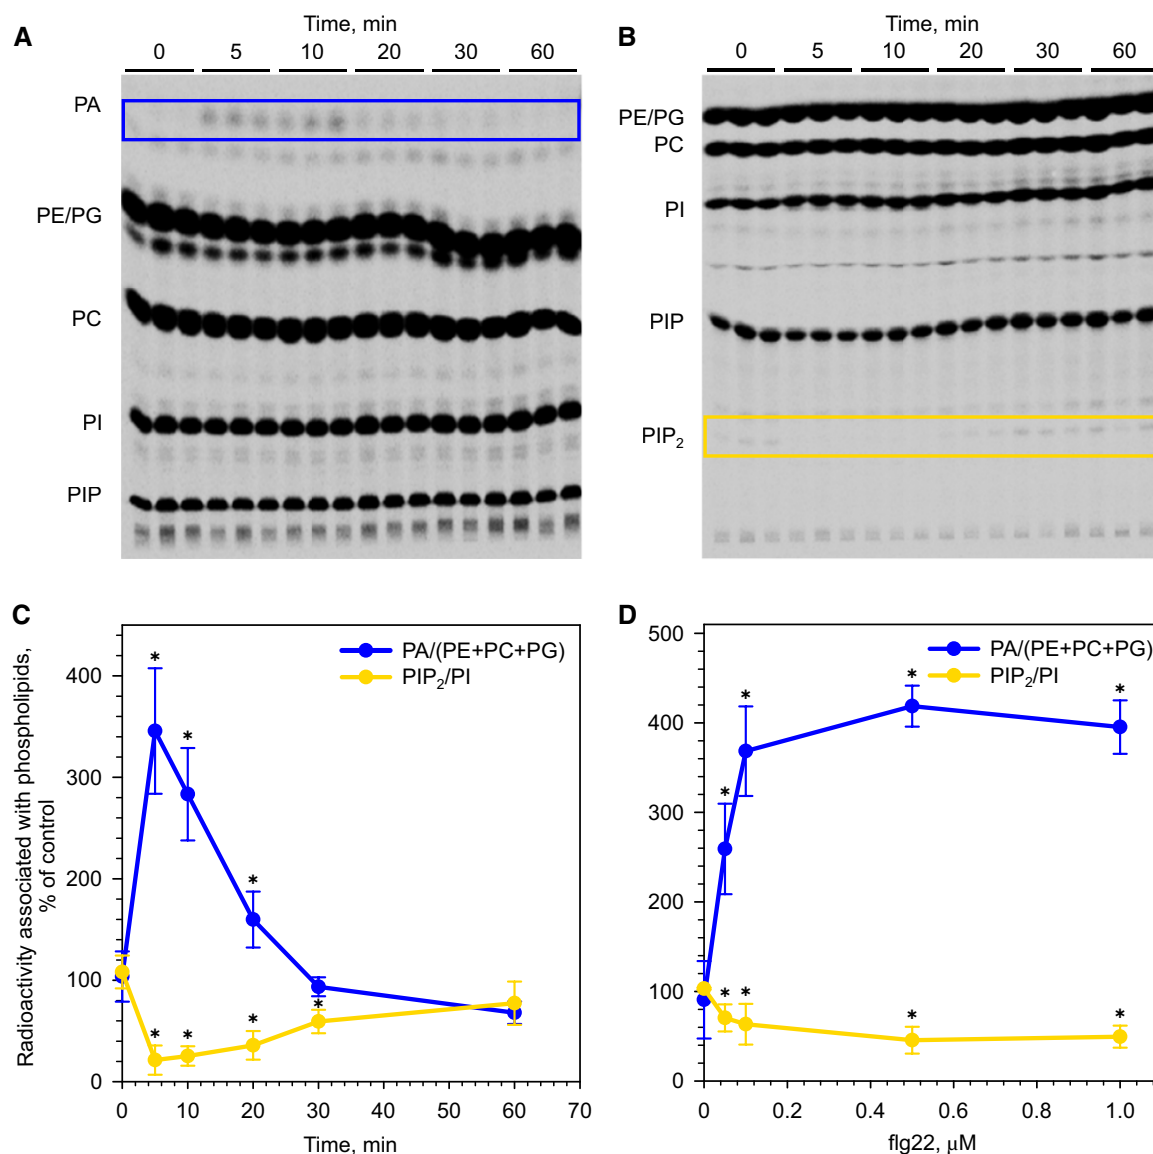 A
Time, min
0 5 10 20 30 60
PA
PE/PG
PC
PI
PIP
B
Time, min
0 5 10 20 30 60
PE/PG
PC
PI
PIP
PIP₂
C
Radioactivity associated with phospholipids,
% of control
400
300
200
100
0
PA/(PE+PC+PG)
PIP₂/PI
* * * * * * *
0 10 20 30 40 50 60 70
Time, min
D
500
400
300
200
100
0
PA/(PE+PC+PG)
PIP₂/PI
* * * * * * * *
0 0.2 0.4 0.6 0.8 1.0
flg22, µM